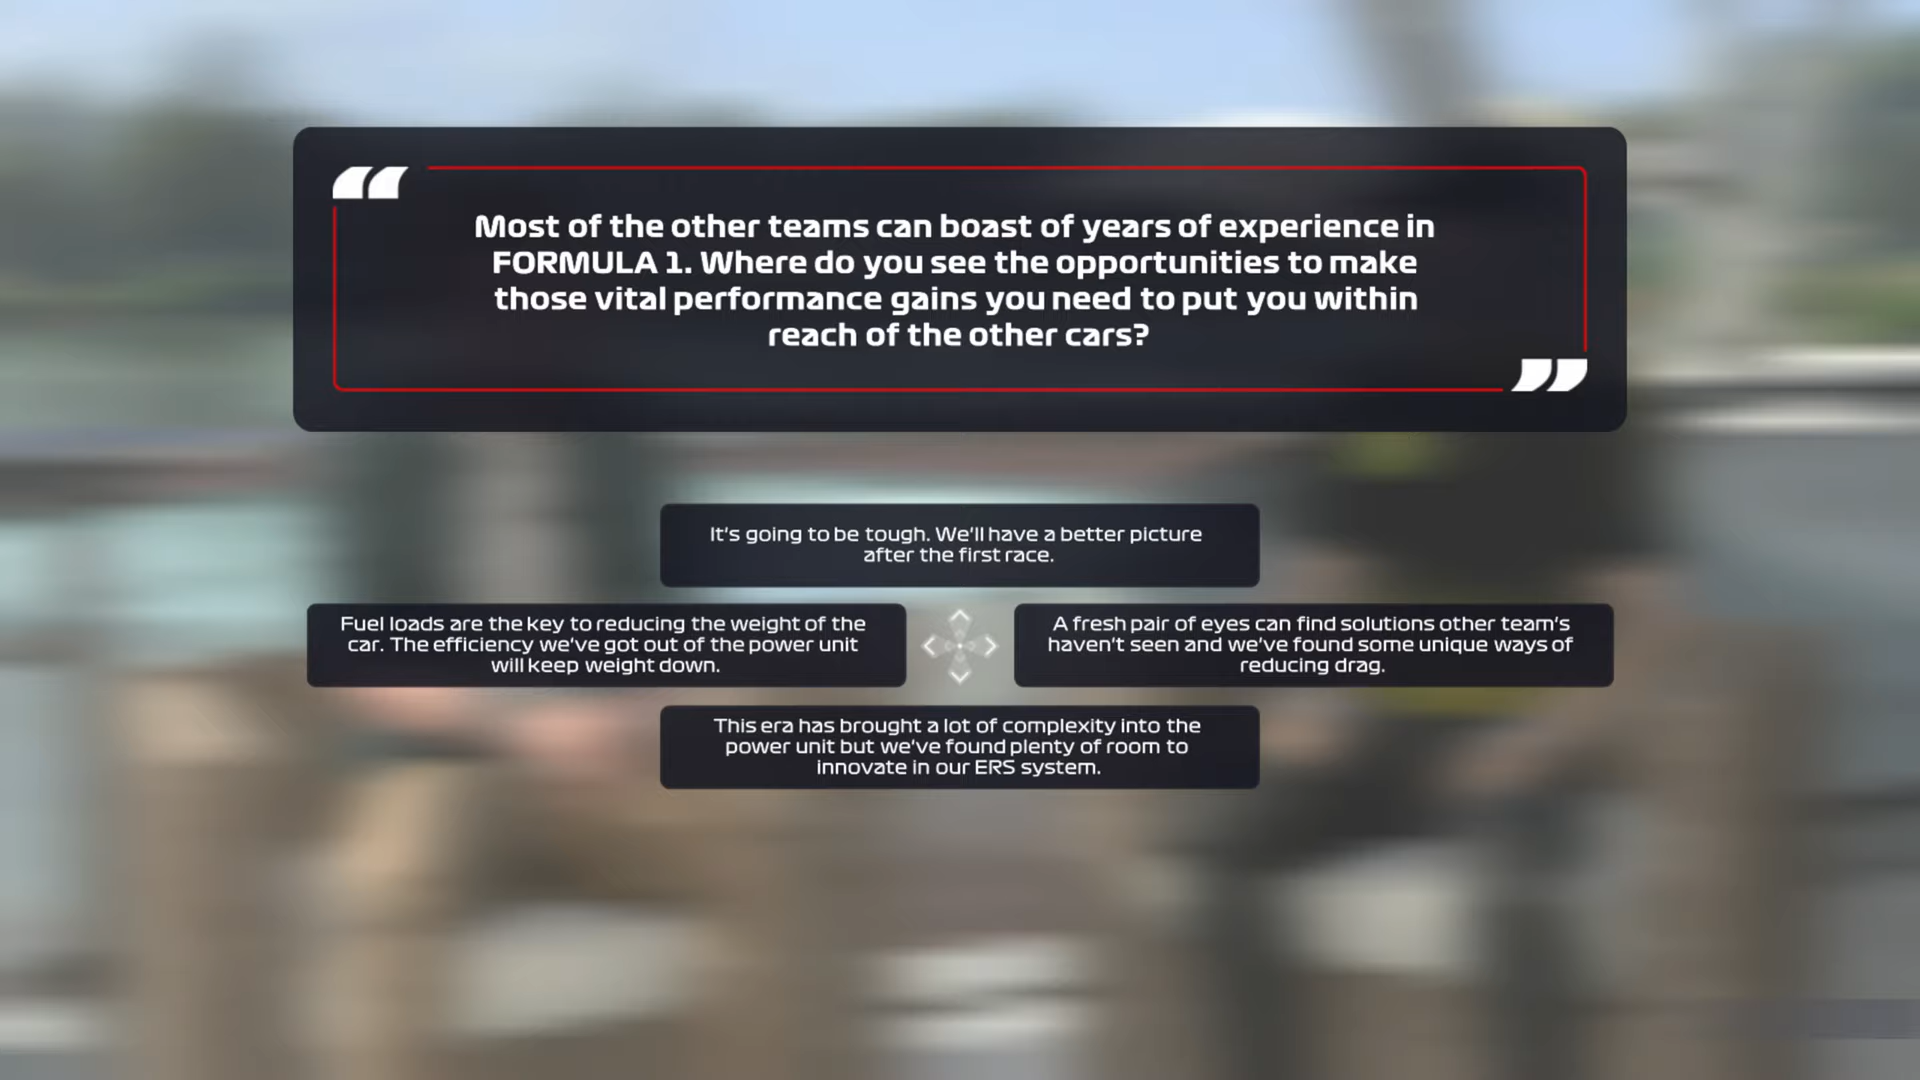 Most of the other teams can boast of years of experience in
FORMULA 1. Where do you see the opportunities to make
those vital performance gains you need to put you within
reach of the other cars?
It's going to be tough. We'll have a better picture
after the first race.
Fuel loads are the key to reducing the weight of the
car. The efficiency we've got out of the power unit
will keep weight down.
A fresh pair of eyes can find solutions other team's
haven't seen and we've found some unique ways of
reducing drag.
This era has brought a lot of complexity into the
power unit but we've found plenty of room to
innovate in our ERS system.